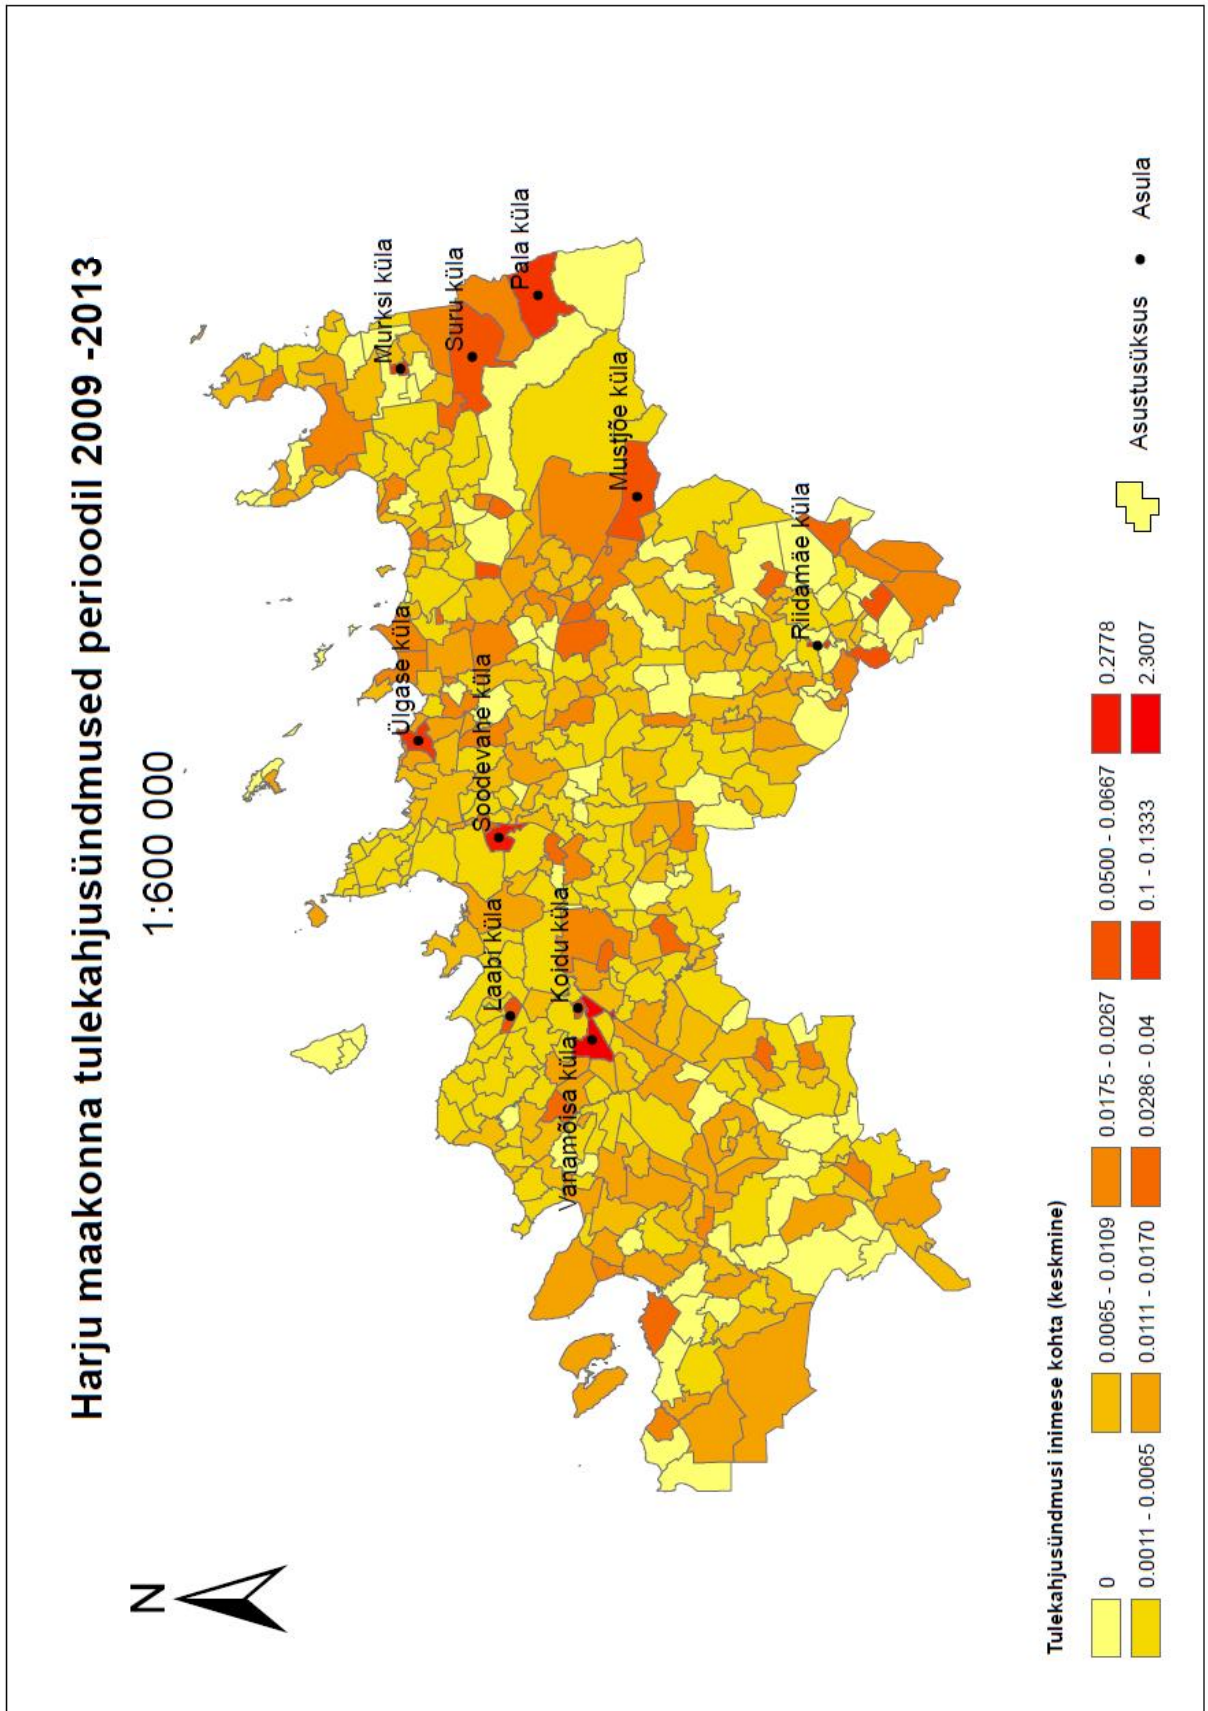 Harju maakonna tulekahjusündmused perioodil 2009 -2013
1:600 000
N
Murksi küla
Suru küla
Pala küla
Mustjõe küla
Ülgase küla
Soodevahe küla
Riidamäe küla
Laabi küla
Koidu küla
Vanamõisa küla
Tulekahjusündmusi inimese kohta (keskmine)
0
0.0065 - 0.0109
0.0175 - 0.0267
0.0500 - 0.0667
0.2778
0.0011 - 0.0065
0.0111 - 0.0170
0.0286 - 0.04
0.1 - 0.1333
2.3007
Asustusüksus
Asula